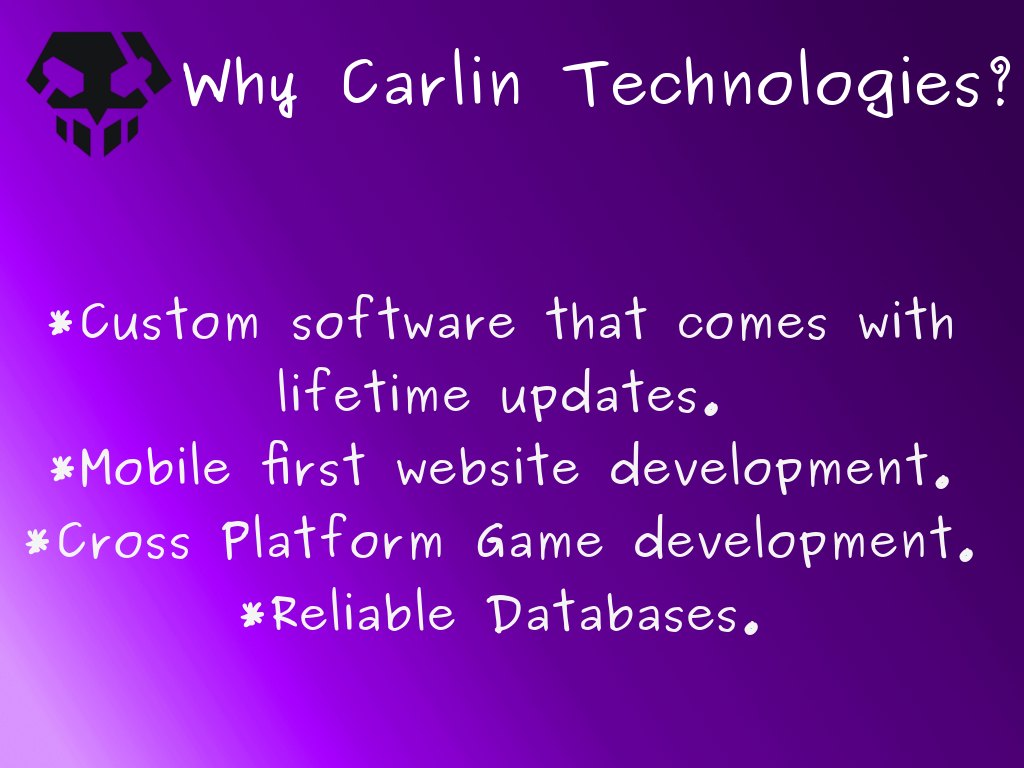 Why Carlin Technologies?
*Custom software that comes with
lifetime updates.
*Mobile first website development.
*Cross Platform Game development.
*Reliable Databases.